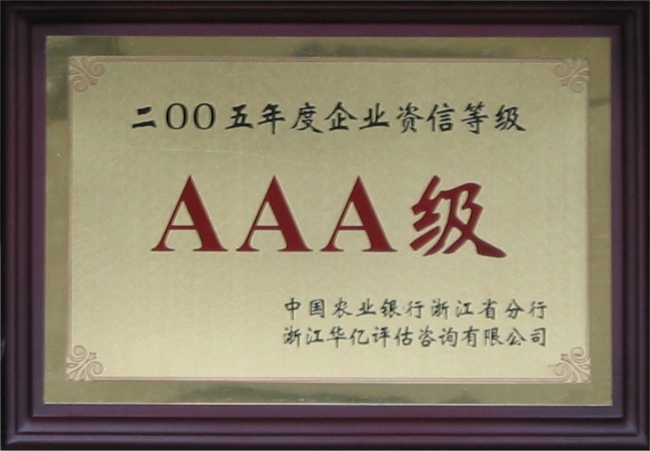 二OO五年度企业资信等级
AAA级
中国农业银行浙江省分行
浙江华亿评估咨询有限公司